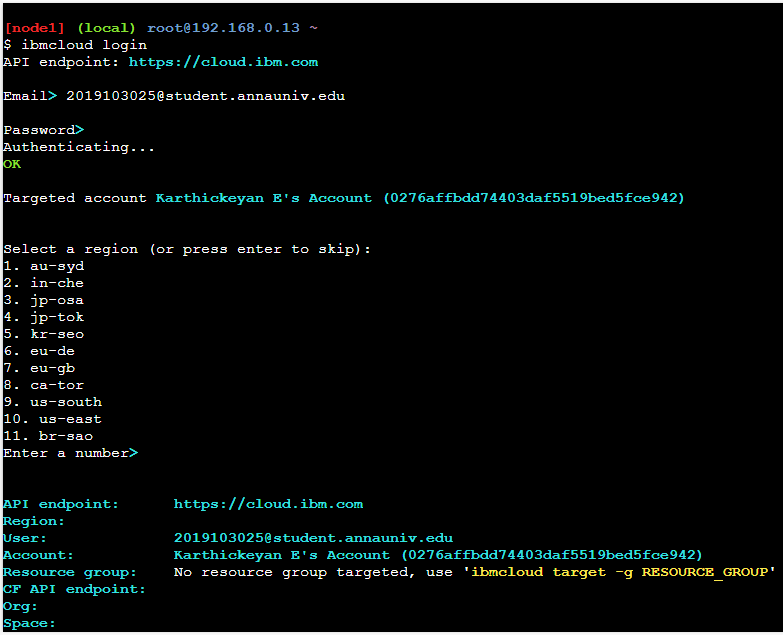 [node1] (local) root@192.168.0.13 ~
$ ibmcloud login
API endpoint: https://cloud.ibm.com
Email> 2019103025@student.annauniv.edu
Password>
Authenticating...
OK
Targeted account Karthickeyan E's Account (0276affbdd74403daf5519bed5fce942)
Select a region (or press enter to skip):
1. au-syd
2. in-che
3. jp-osa
4. jp-tok
5. kr-seo
6. eu-de
7. eu-gb
8. ca-tor
9. us-south
10. us-east
11. br-sao
Enter a number>
API endpoint: https://cloud.ibm.com
Region:
User: 2019103025@student.annauniv.edu
Account: Karthickeyan E's Account (0276affbdd74403daf5519bed5fce942)
Resource group: No resource group targeted, use 'ibmcloud target -g RESOURCE_GROUP'
CF API endpoint:
Org:
Space: